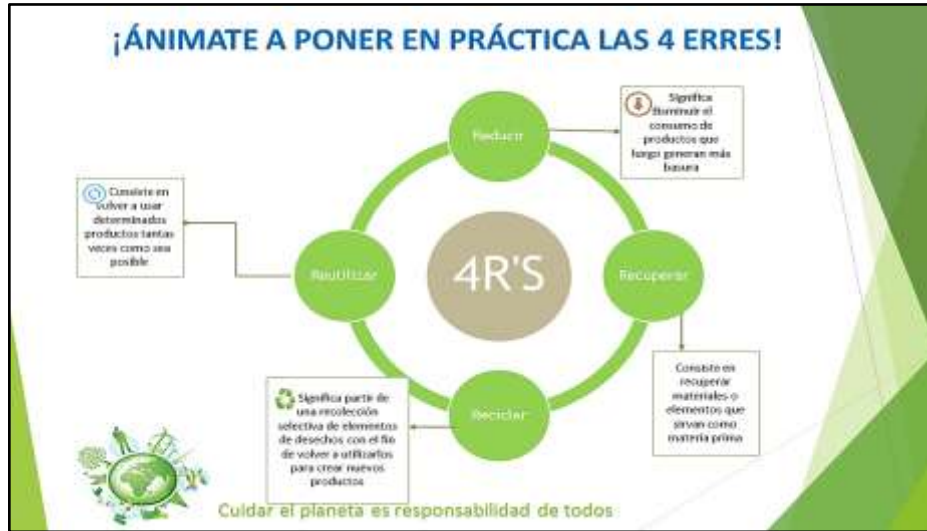 ¡ÁNIMATE A PONER EN PRÁCTICA LAS 4 ERRES!
Reducir
Significa
disminuir el
consumo de
productos que
luego generan más
basura
Consiste en
volver a usar
determinados
productos tantas
veces como sea
posible
Reutilizar
4R'S
Recuperar
Consiste en
recuperar
materiales o
elementos que
sirvan como
materia prima
Significa partir de
una recolección
selectiva de elementos
de desechos con el fin
de volver a utilizarlos
para crear nuevos
productos
Reciclar
Cuidar el planeta es responsabilidad de todos